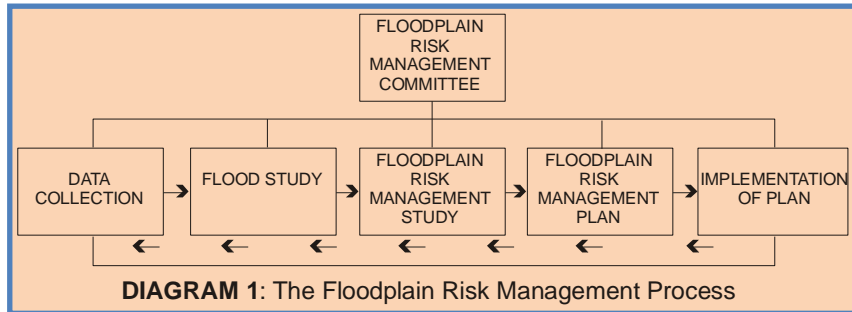 FLOODPLAIN
RISK
MANAGEMENT
COMMITTEE
DATA
COLLECTION
FLOOD STUDY
FLOODPLAIN
RISK
MANAGEMENT
STUDY
FLOODPLAIN
RISK
MANAGEMENT
PLAN
IMPLEMENTATION
OF PLAN
DIAGRAM 1: The Floodplain Risk Management Process